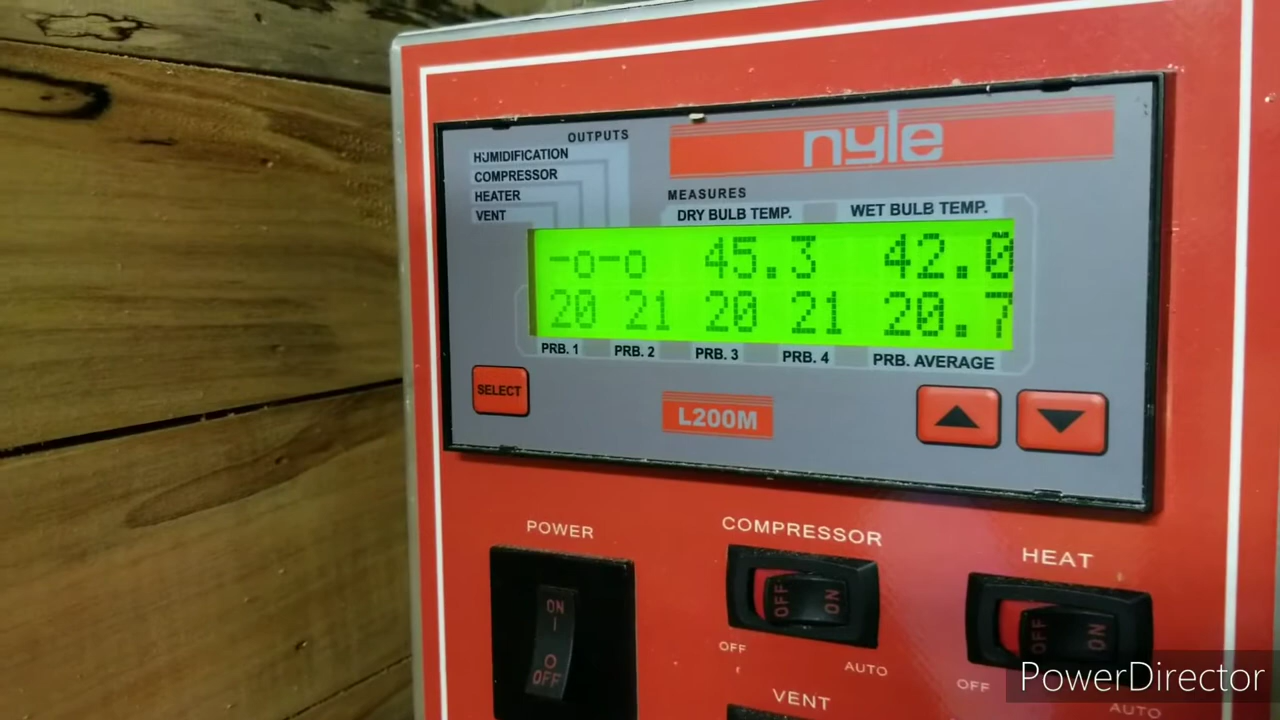 OUTPUTS
HUMIDIFICATION
COMPRESSOR
HEATER
VENT
nyle
MEASURES
DRY BULB TEMP. WET BULB TEMP.
-o-o 45.3 42.0
20 21 20 21 20.7
PRB. 1 PRB. 2 PRB. 3 PRB. 4 PRB. AVERAGE
SELECT
L200M
POWER
COMPRESSOR
HEAT
ON
OFF
OFF ON
OFF ON
OFF AUTO
OFF AUTO
VENT
PowerDirector